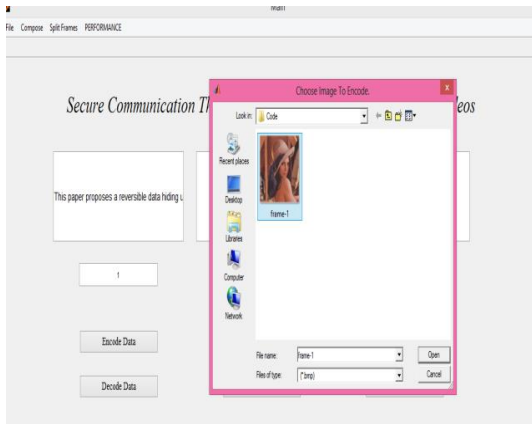 Main
File Compose Split Frames PERFORMANCE
Secure Communication Th
eos
Choose Image To Encode.
Look in: Code
Recent places
Desktop
Libraries
Computer
Network
frame-1
This paper proposes a reversible data hiding u
1
Encode Data
Decode Data
File name: frame-1 Open
Files of type: (*.bmp) Cancel